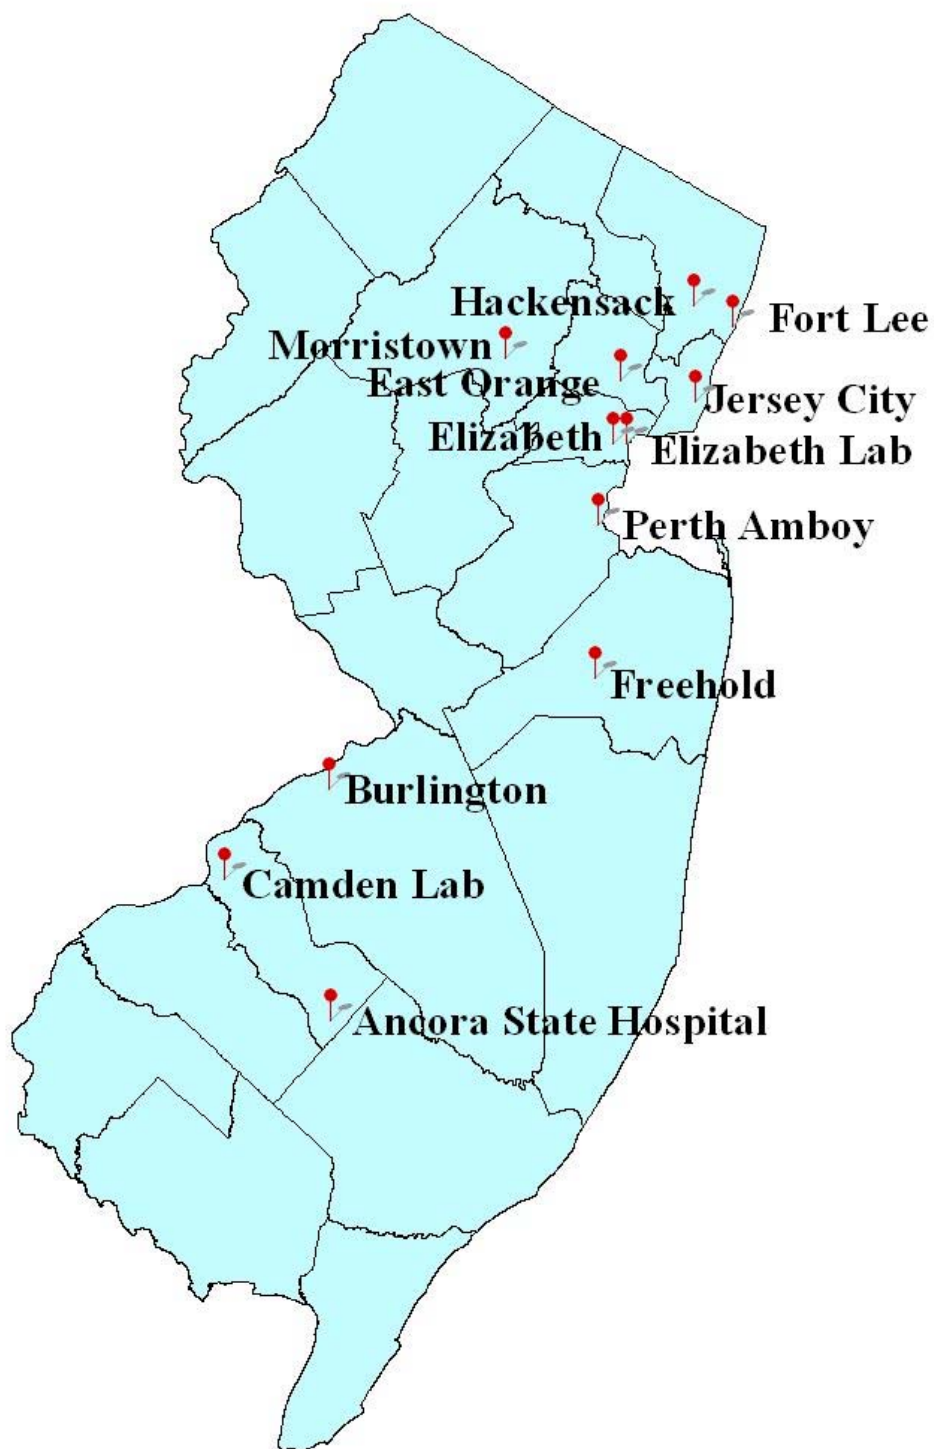 Hackensack
Fort Lee
Morristown
East Orange
Jersey City
Elizabeth
Elizabeth Lab
Perth Amboy
Freehold
Burlington
Camden Lab
Ancora State Hospital